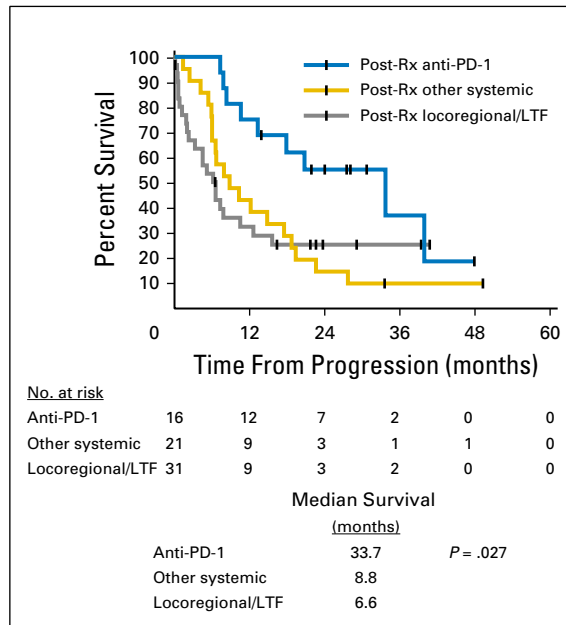 100
90
80
70
60
50
40
30
20
10
Percent Survival
Post-Rx anti-PD-1
Post-Rx other systemic
Post-Rx locoregional/LTF
0 12 24 36 48 60
Time From Progression (months)
No. at risk
Anti-PD-1 16 12 7 2 0 0
Other systemic 21 9 3 1 1 0
Locoregional/LTF 31 9 3 2 0 0
Median Survival
(months)
Anti-PD-1 33.7 P = .027
Other systemic 8.8
Locoregional/LTF 6.6